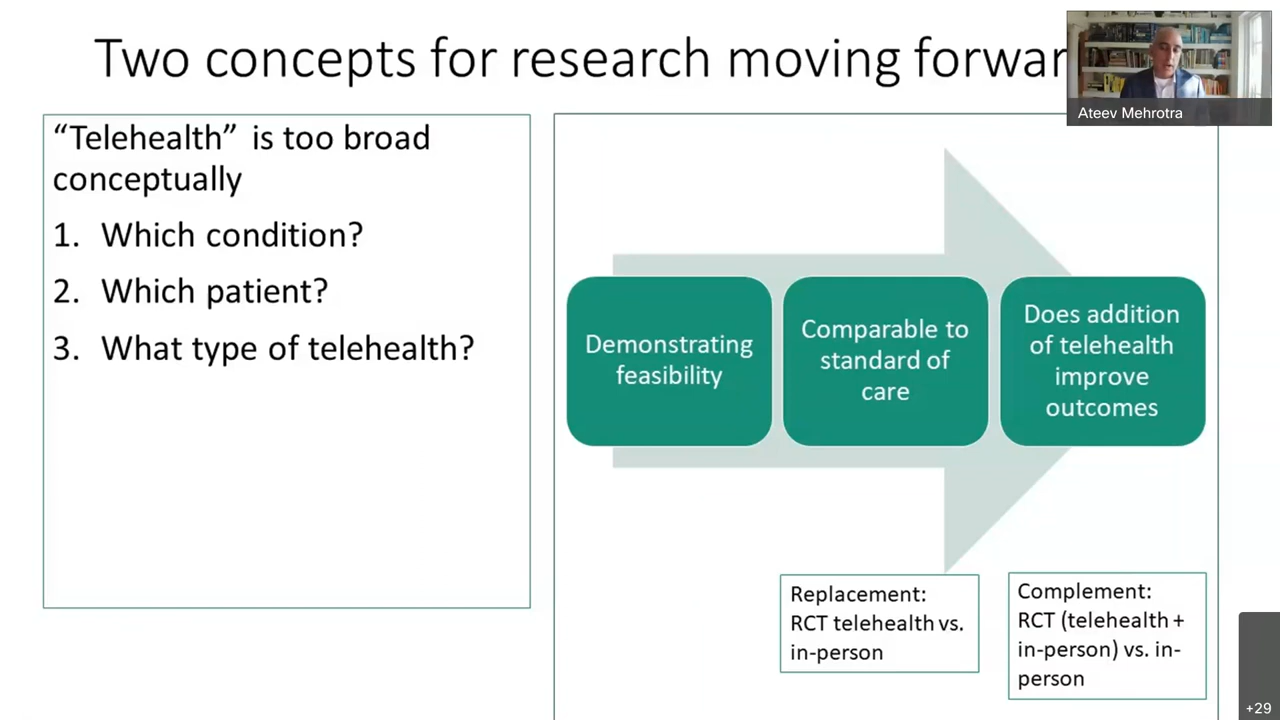 Two concepts for research moving forwar
Ateev Mehrotra
“Telehealth” is too broad
conceptually
1. Which condition?
2. Which patient?
3. What type of telehealth?
Demonstrating
feasibility
Comparable to
standard of
care
Does addition
of telehealth
improve
outcomes
Replacement:
RCT telehealth vs.
in-person
Complement:
RCT (telehealth +
in-person) vs. in-
person
+29